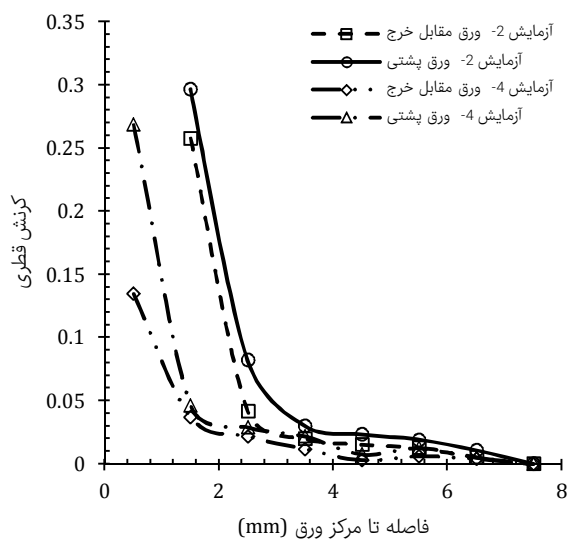 آزمایش 2- ورق مقابل خرج
آزمایش 2- ورق پشتی
آزمایش 4- ورق مقابل خرج
آزمایش 4- ورق پشتی
0.35
0.3
0.25
0.2
0.15
0.1
0.05
0
کرنش قطری
0 2 4 6 8
فاصله تا مرکز ورق (mm)